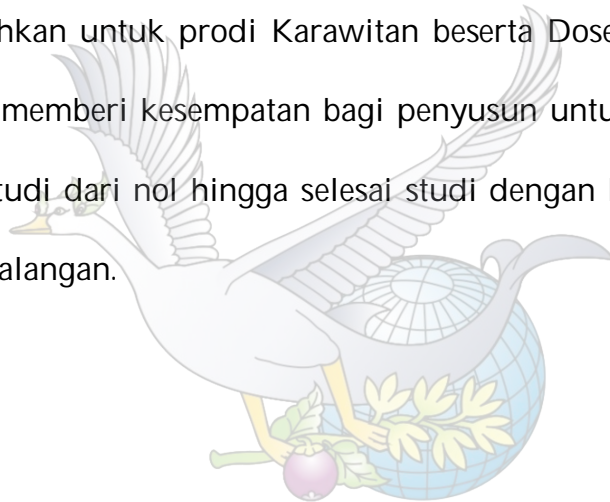 hkan untuk prodi Karawitan beserta Dose
memberi kesempatan bagi penyusun untu
tudi dari nol hingga selesai studi dengan
alangan.